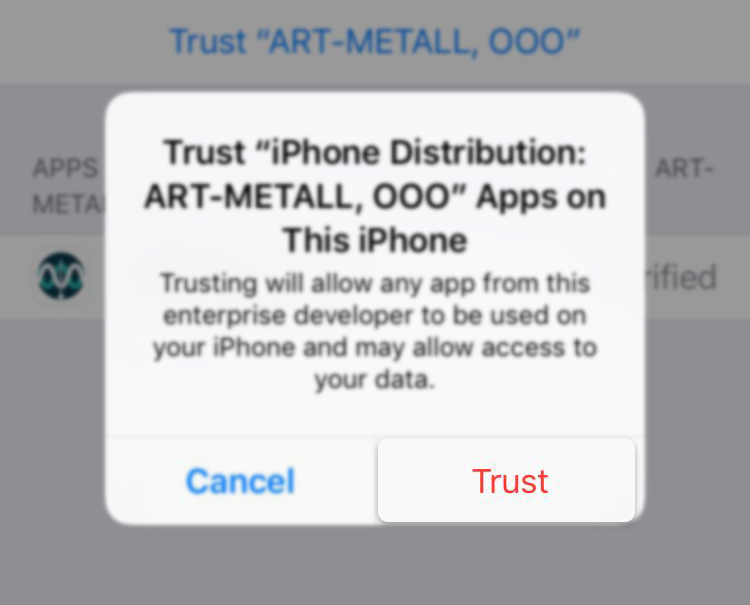 Trust “ART-METALL, OOO”
Trust “iPhone Distribution:
ART-METALL, OOO” Apps on
This iPhone
APPS
ART-
META
Trusting will allow any app from this
enterprise developer to be used on
your iPhone and may allow access to
your data.
rified
Cancel
Trust